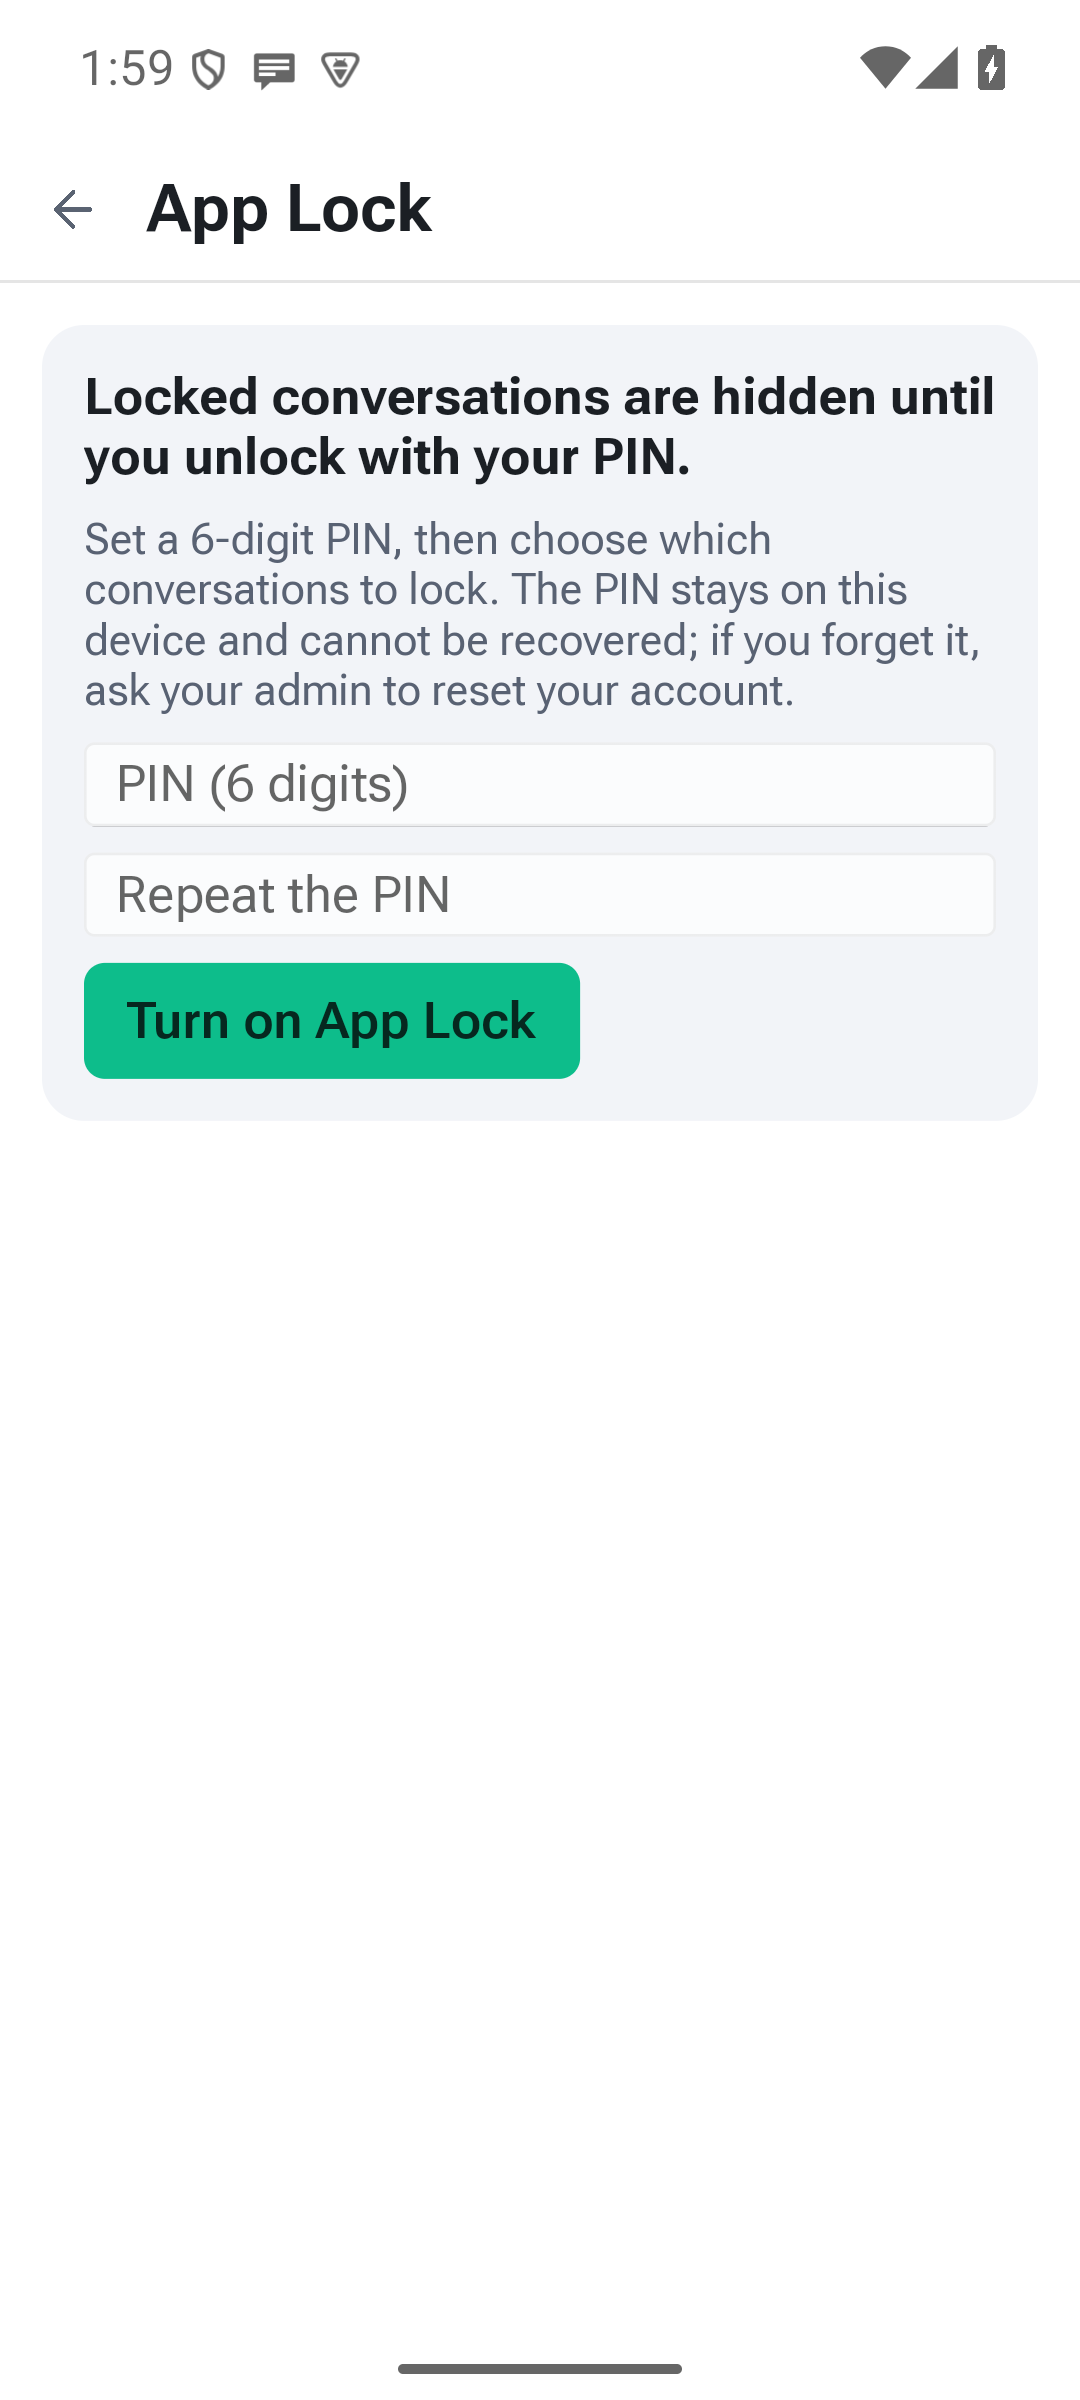 1:59
App Lock
Locked conversations are hidden until
you unlock with your PIN.
Set a 6-digit PIN, then choose which
conversations to lock. The PIN stays on this
device and cannot be recovered; if you forget it,
ask your admin to reset your account.
PIN (6 digits)
Repeat the PIN
Turn on App Lock